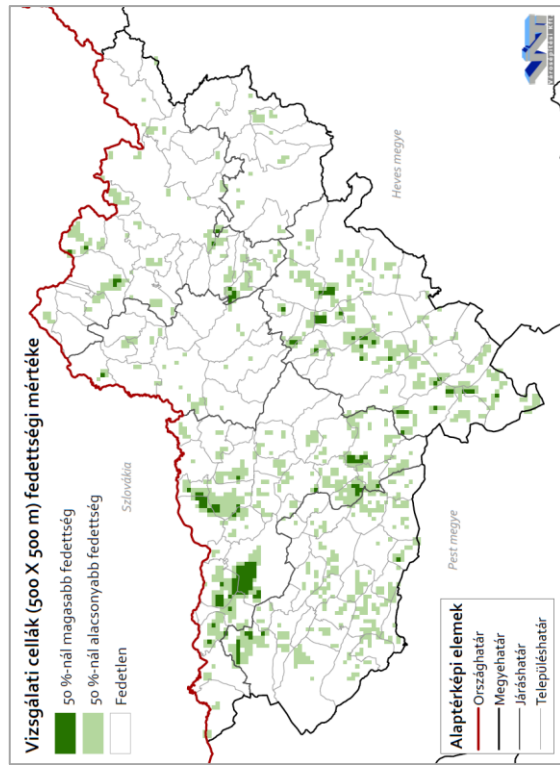 Vizsgálati cellák (500 X 500 m) fedettségi mértéke
50 %-nál magasabb fedettség
50 %-nál alacsonyabb fedettség
Fedetlen
Szlovákia
Heves megye
Pest megye
Alaptérképi elemek
Országhatár
Megyehatár
Járáshatár
Településhatár